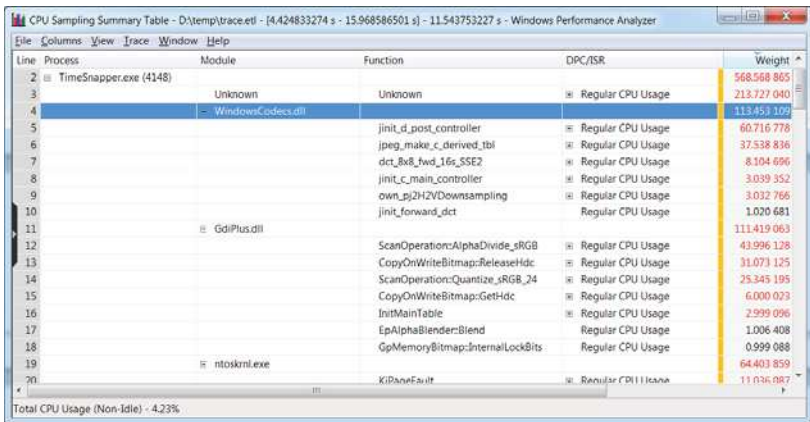 CPU Sampling Summary Table - D:\temp\trace.etl - [4.424833274 s - 15.968586501 s] - 11.543753227 s - Windows Performance Analyzer
File Columns View Trace Window Help
Line Process Module Function DPC/ISR Weight
2 TimeSnapper.exe (4148) 568.568 865
3 Unknown Unknown Regular CPU Usage 213.727 040
4 WindowsCodecs.dll 113.453 109
5 jinit_d_post_controller Regular CPU Usage 60.716 778
6 jpeg_make_c_derived_tbl Regular CPU Usage 37.538 836
7 dct_8x8_fwd_16s_SSE2 Regular CPU Usage 8.104 696
8 jinit_c_main_controller Regular CPU Usage 3.039 352
9 own_pj2H2VDownsampling Regular CPU Usage 3.032 766
10 jinit_forward_dct Regular CPU Usage 1.020 681
11 GdiPlus.dll 111.419 063
12 ScanOperation::AlphaDivide_sRGB Regular CPU Usage 43.996 128
13 CopyOnWriteBitmap::ReleaseHdc Regular CPU Usage 31.073 125
14 ScanOperation::Quantize_sRGB_24 Regular CPU Usage 25.345 195
15 CopyOnWriteBitmap::GetHdc Regular CPU Usage 6.000 023
16 InitMainTable Regular CPU Usage 2.999 096
17 EpAlphaBlender::Blend Regular CPU Usage 1.006 408
18 GpMemoryBitmap::InternalLockBits Regular CPU Usage 0.999 088
19 ntoskrnl.exe 64.403 859
20 KiPageFault Regular CPU Usage 11.036 087
Total CPU Usage (Non-Idle) - 4.23%